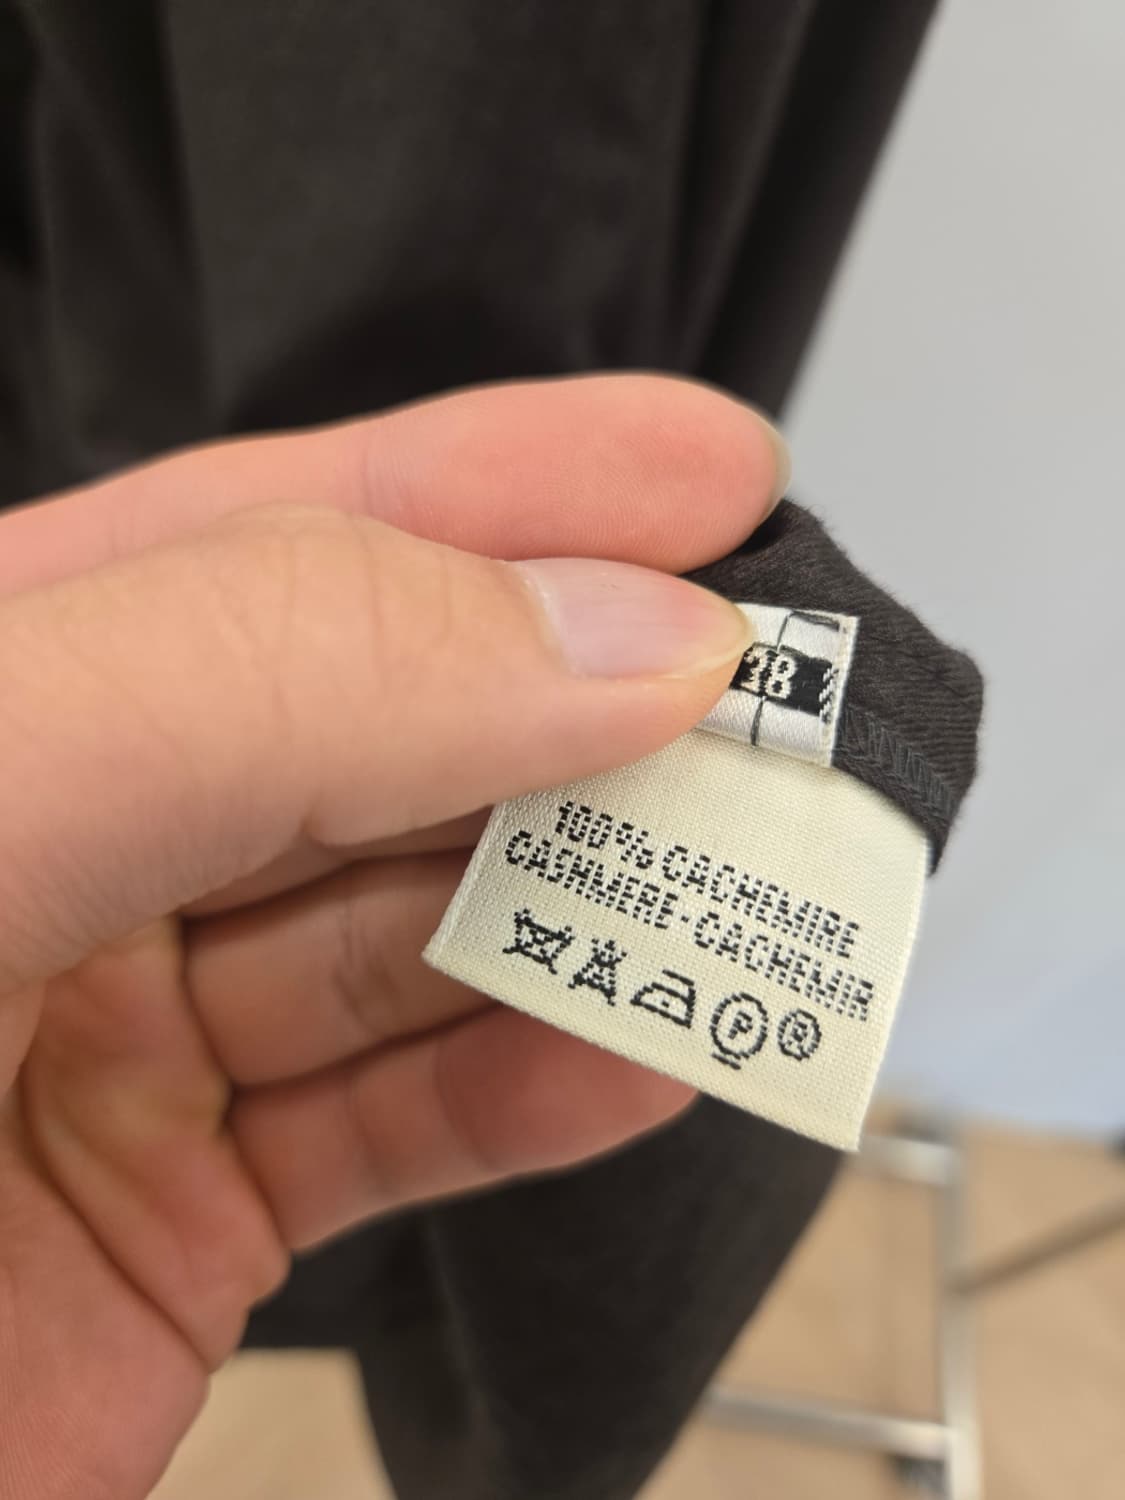 38
100% CACHEMIRE
CASHMERE-CACHEMIR
P ®